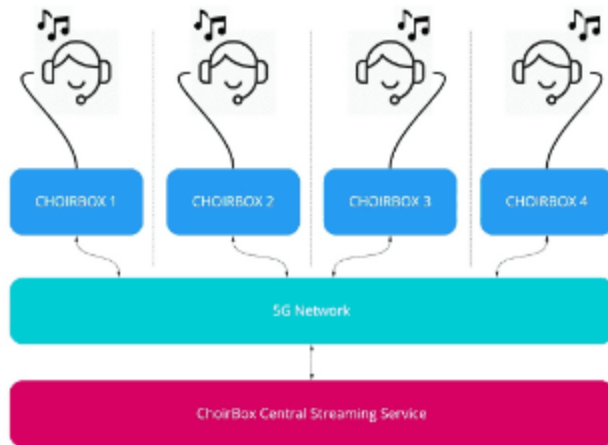 CHOIRBOX 1
CHOIRBOX 2
CHOIRBOX 3
CHOIRBOX 4
5G Network
ChoirBox Central Streaming Service